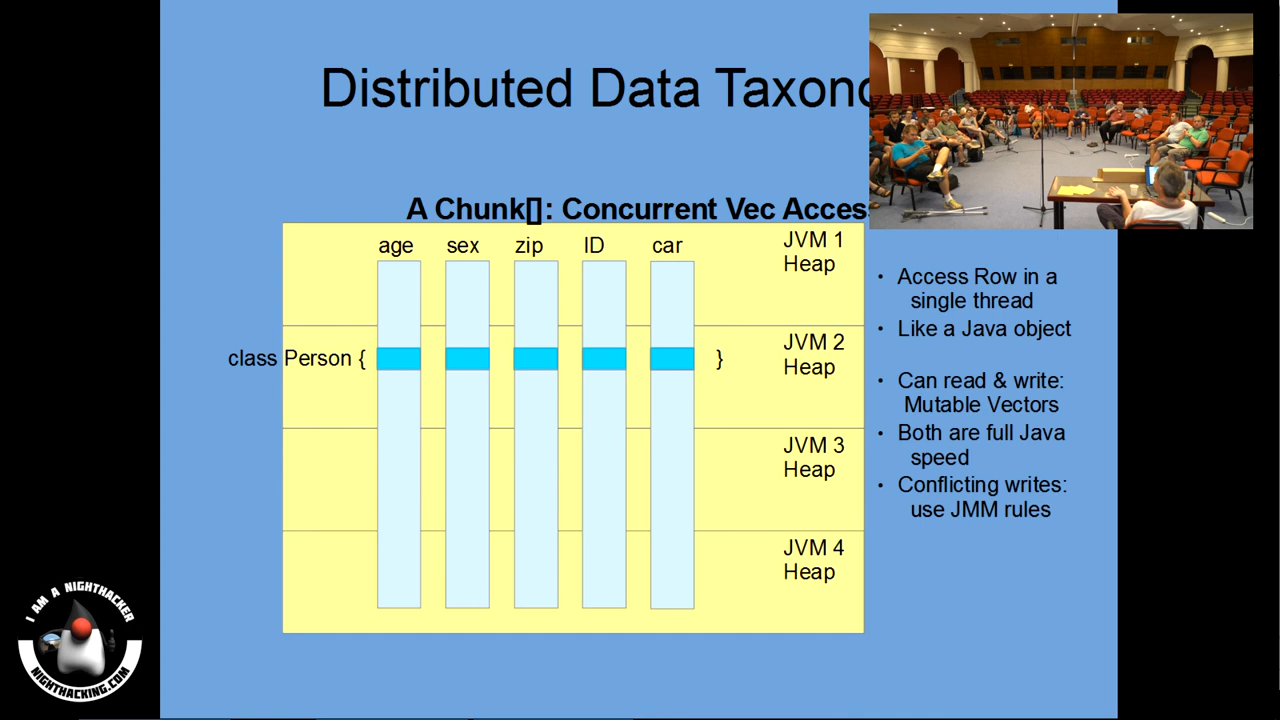 Distributed Data Taxono
A Chunk[]: Concurrent Vec Acces
age sex zip ID car
JVM 1
Heap
class Person { }
JVM 2
Heap
JVM 3
Heap
JVM 4
Heap
• Access Row in a
single thread
• Like a Java object
• Can read & write:
Mutable Vectors
• Both are full Java
speed
• Conflicting writes:
use JMM rules
I AM A NIGHTHACKER
NIGHTHACKING.COM